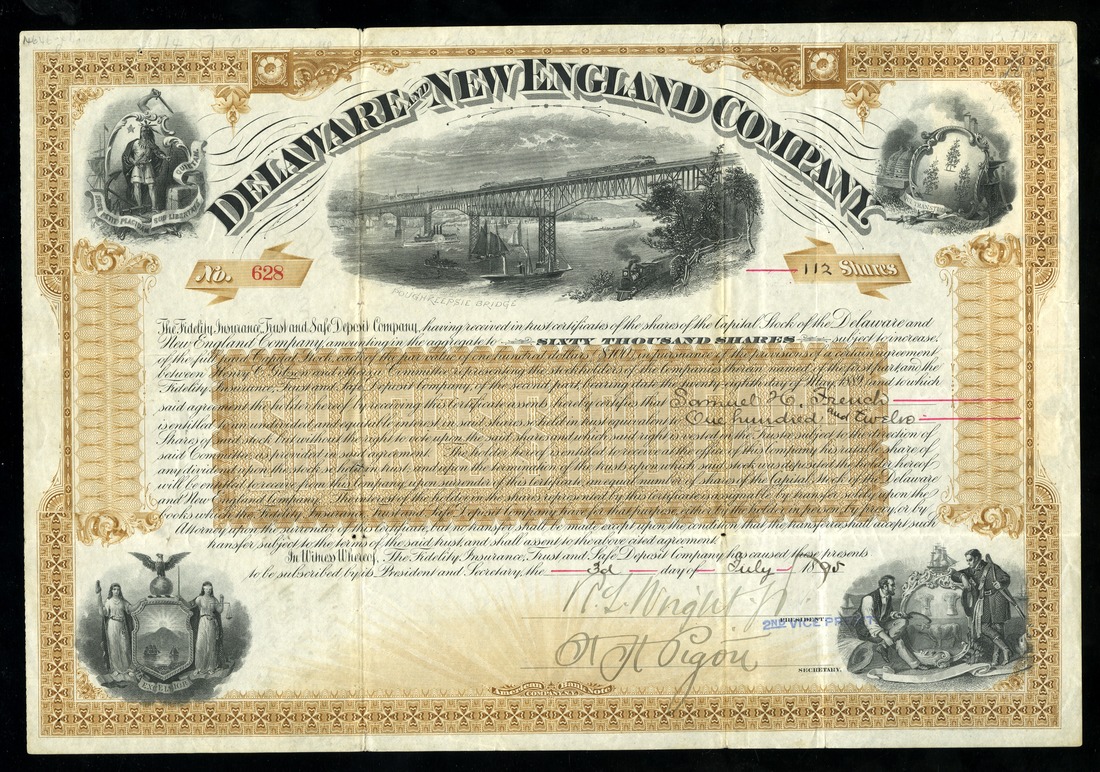 DELAWARE AND NEW ENGLAND COMPANY
ENSE PETIT PLACIDAM SUB LIBERTATE
No. 628
112 Shares
POUGHKEEPSIE BRIDGE
The Fidelity Insurance, Trust and Safe Deposit Company, having received in trust certificates of the shares of the Capital Stock of the Delaware and
New England Company, amounting in the aggregate to SIXTY THOUSAND SHARES subject to increase,
of the full paid Capital Stock, each of the par value of one hundred dollars, $100, in pursuance of the provisions of a certain agreement
between Henry C. Gibson and others, a Committee representing the stockholders of the Companies therein named, of the first part, and the
Fidelity Insurance, Trust and Safe Deposit Company, of the second part, bearing date the twenty-eighth day of May, 1889, and to which
said agreement the holder hereof by receiving this Certificate assents, hereby certifies that Samuel H. French
is entitled to an undivided and equitable interest in said shares so held in trust equivalent to One hundred and twelve
Shares of said stock but without the right to vote upon the said shares and which said right is vested in the Trustee subject to the direction of
said Committee, as provided in said agreement. The holder hereof is entitled to receive at the office of this Company his ratable share of
any dividend upon the stock so held in trust, and upon the termination of the trusts upon which said stock was deposited the holder hereof
will be entitled to receive from this Company, upon surrender of this certificate, an equal number of shares of the Capital Stock of the Delaware
and New England Company. The interest of the holder in the shares represented by this Certificate is assignable by transfer solely upon the
books which the Fidelity Insurance, Trust and Safe Deposit Company have for that purpose, either by the holder in person, by proxy, or by
Attorney upon the surrender of this Certificate, but no transfer shall be made except upon the condition that the transferee shall accept such
transfer subject to the terms of the said trust and shall assent to the above cited agreement.
In Witness Whereof, The Fidelity Insurance, Trust and Safe Deposit Company has caused these presents
to be subscribed by its President and Secretary, the 3d day of July 1895
R. L. Wright Jr.
PRESIDENT
2ND VICE PREST
SECRETARY.
EXCELSIOR
American Bank Note
COMPANY, N.Y.